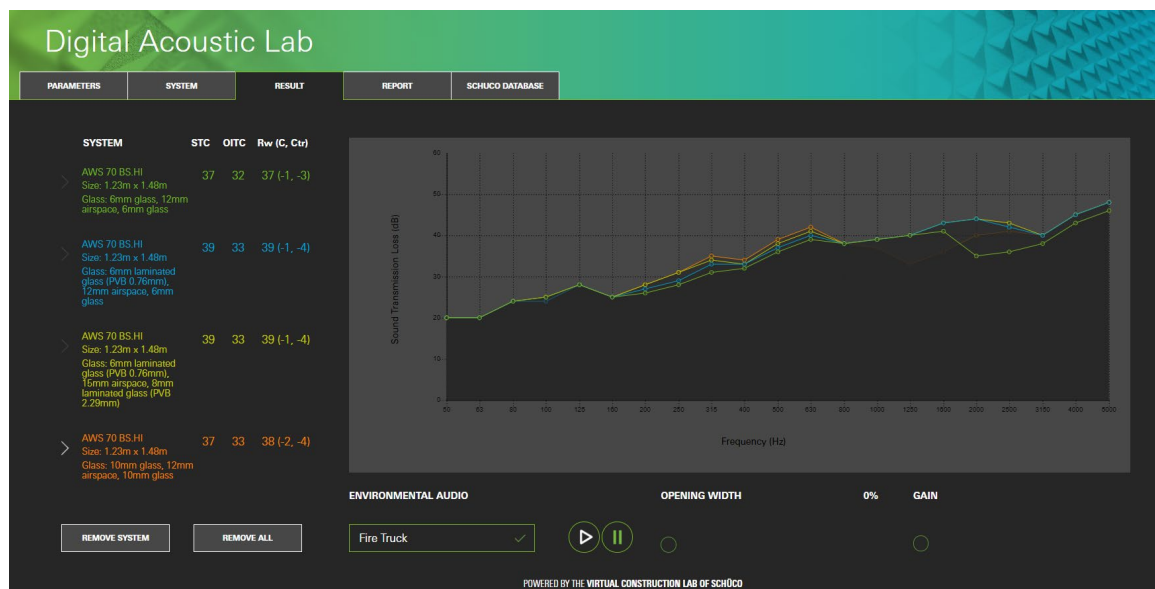 Digital Acoustic Lab
PARAMETERS SYSTEM RESULT REPORT SCHUCO DATABASE
SYSTEM STC OITC Rw (C, Ctr)
AWS 70 BS.HI 37 32 37 (-1, -3)
Size: 1.23m x 1.48m
Glass: 6mm glass, 12mm
airspace, 6mm glass
AWS 70 BS.HI 39 33 39 (-1, -4)
Size: 1.23m x 1.48m
Glass: 6mm laminated
glass (PVB 0.76mm),
12mm airspace, 6mm
glass
AWS 70 BS.HI 39 33 39 (-1, -4)
Size: 1.23m x 1.48m
Glass: 6mm laminated
glass (PVB 0.76mm),
15mm airspace, 8mm
laminated glass (PVB
2.29mm)
AWS 70 BS.HI 37 33 38 (-2, -4)
Size: 1.23m x 1.48m
Glass: 10mm glass, 12mm
airspace, 10mm glass
REMOVE SYSTEM REMOVE ALL
Sound Transmission Loss (dB)
60
50
40
30
20
10
0
50 63 80 100 125 160 200 250 315 400 500 630 800 1000 1250 1600 2000 2500 3150 4000 5000
Frequency (Hz)
ENVIRONMENTAL AUDIO OPENING WIDTH 0% GAIN
Fire Truck
POWERED BY THE VIRTUAL CONSTRUCTION LAB OF SCHÜCO